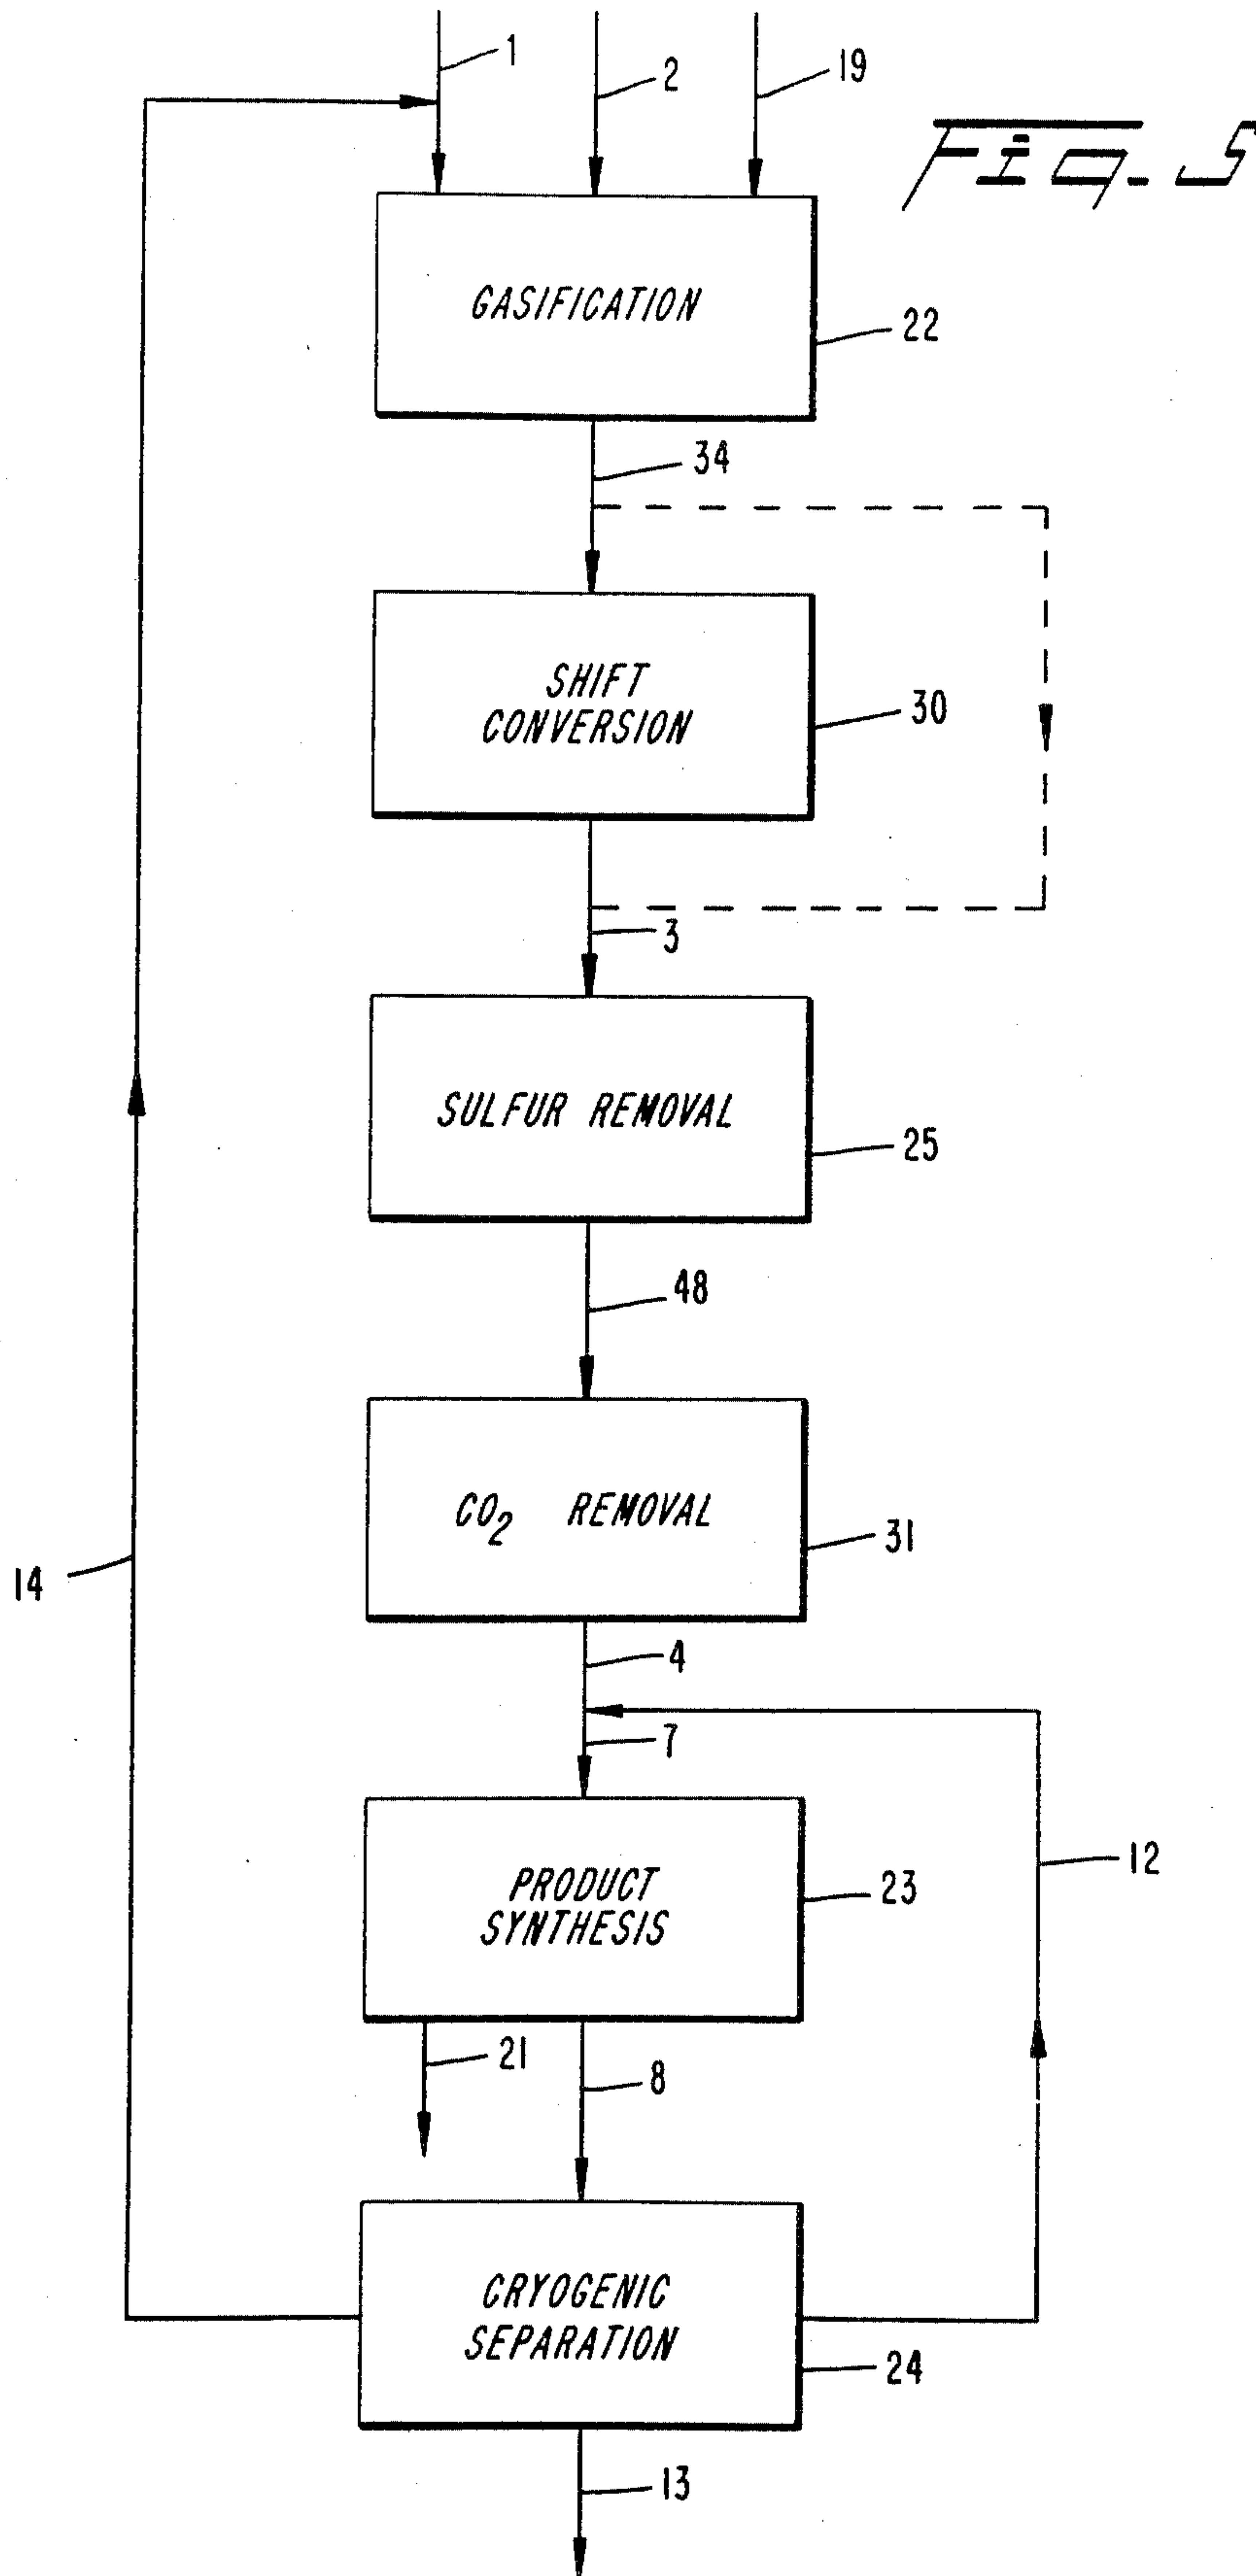 1
2
19
Fig. 5
GASIFICATION
22
34
SHIFT
CONVERSION
30
3
SULFUR REMOVAL
25
48
CO₂ REMOVAL
31
14
4
7
12
PRODUCT
SYNTHESIS
23
21
8
CRYOGENIC
SEPARATION
24
13